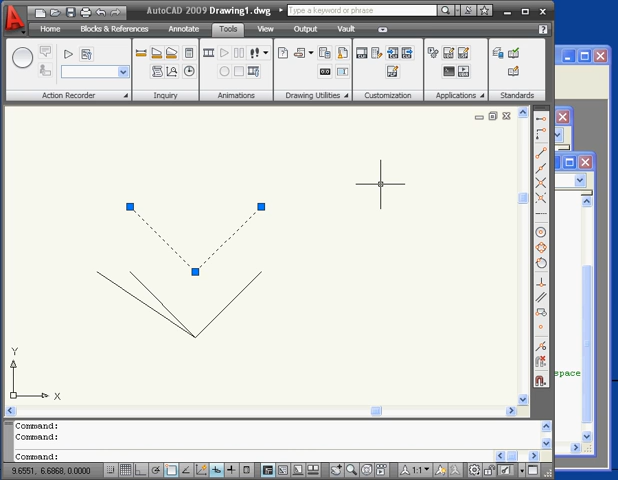 AutoCAD 2009 Drawing1.dwg
Type a keyword or phrase
Home Blocks & References Annotate Tools View Output Vault
Action Recorder Inquiry Animations Drawing Utilities Customization Applications Standards
Y
X
space
Command:
Command:
Command:
9.6551, 6.6868, 0.0000
1:1